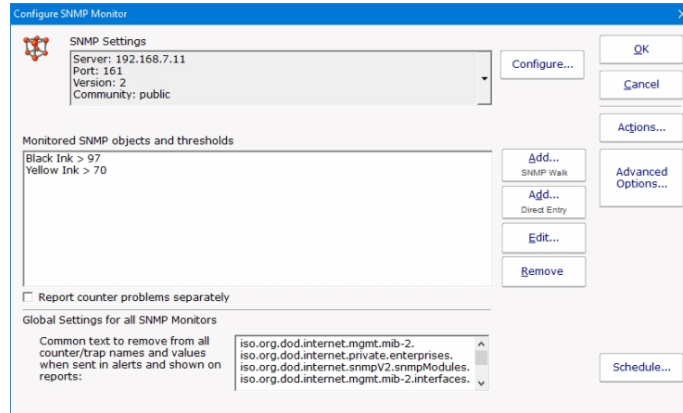 Configure SNMP Monitor
SNMP Settings
Server: 192.168.7.11
Port: 161
Version: 2
Community: public
Configure...
OK
Cancel
Actions...
Advanced
Options...
Monitored SNMP objects and thresholds
Black Ink > 97
Yellow Ink > 70
Add...
SNMP Walk
Add...
Direct Entry
Edit...
Remove
Report counter problems separately
Global Settings for all SNMP Monitors
Common text to remove from all
counter/trap names and values
when sent in alerts and shown on
reports:
iso.org.dod.internet.mgmt.mib-2.
iso.org.dod.internet.private.enterprises.
iso.org.dod.internet.snmpV2.snmpModules.
iso.org.dod.internet.mgmt.mib-2.interfaces.
Schedule...